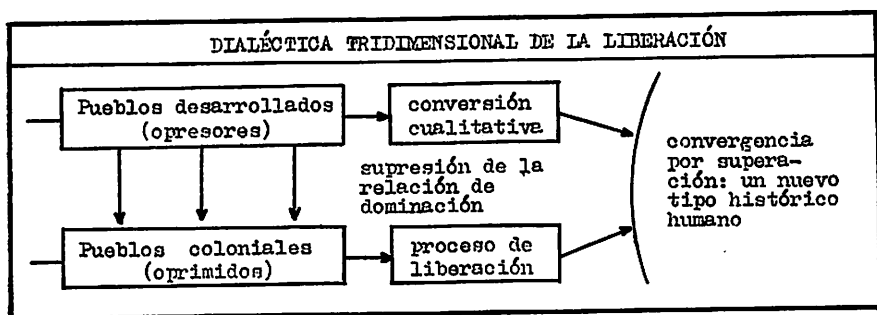 DIALÉCTICA TRIDIMENSIONAL DE LA LIBERACIÓN
Pueblos desarrollados
(opresores)
conversión
cualitativa
supresión de la
relación de
dominación
Pueblos coloniales
(oprimidos)
proceso de
liberación
convergencia
por supera-
ción: un nuevo
tipo histórico
humano